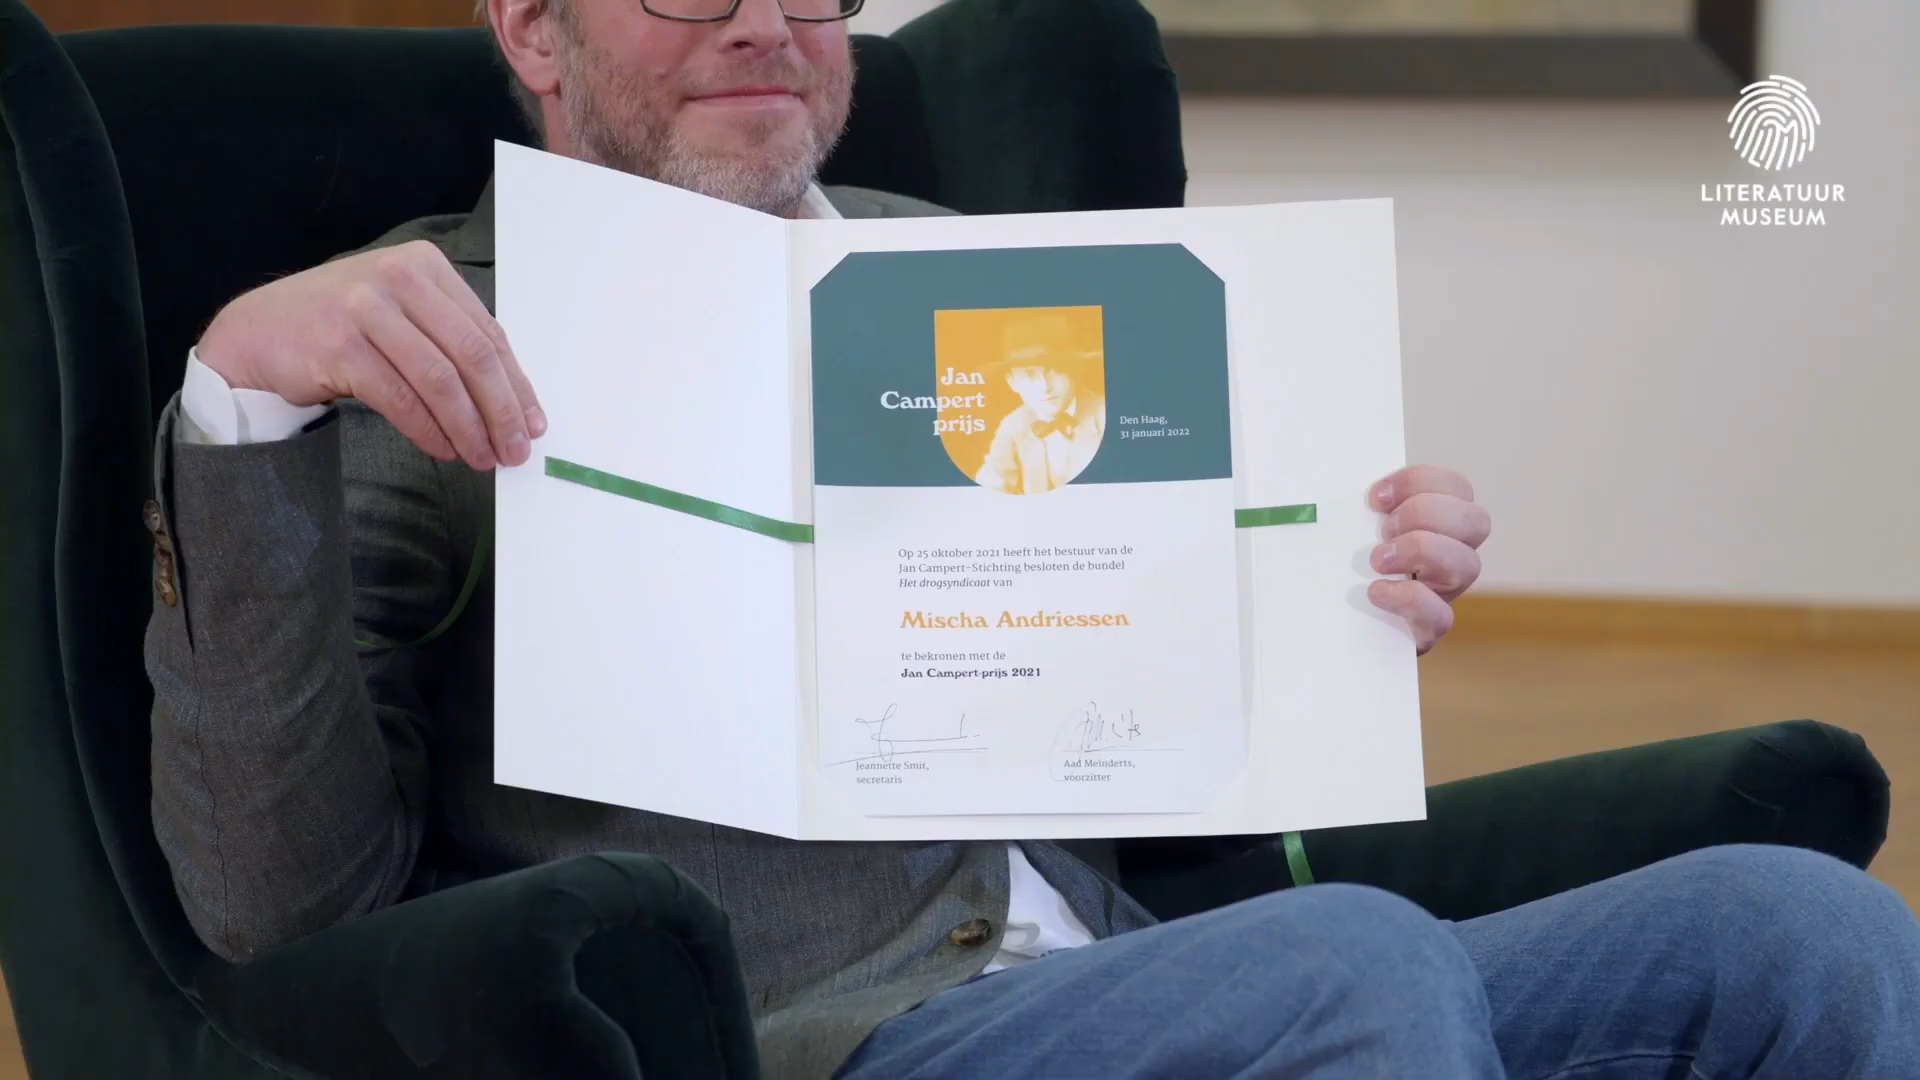 LITERATUUR
MUSEUM
Jan
Campert
prijs
Den Haag,
31 januari 2022
Op 25 oktober 2021 heeft het bestuur van de
Jan Campert-Stichting besloten de bundel
Het drogsyndicaat van
Mischa Andriessen
te bekronen met de
Jan Campert-prijs 2021
Jeannette Smit,
secretaris
Aad Meinderts,
voorzitter